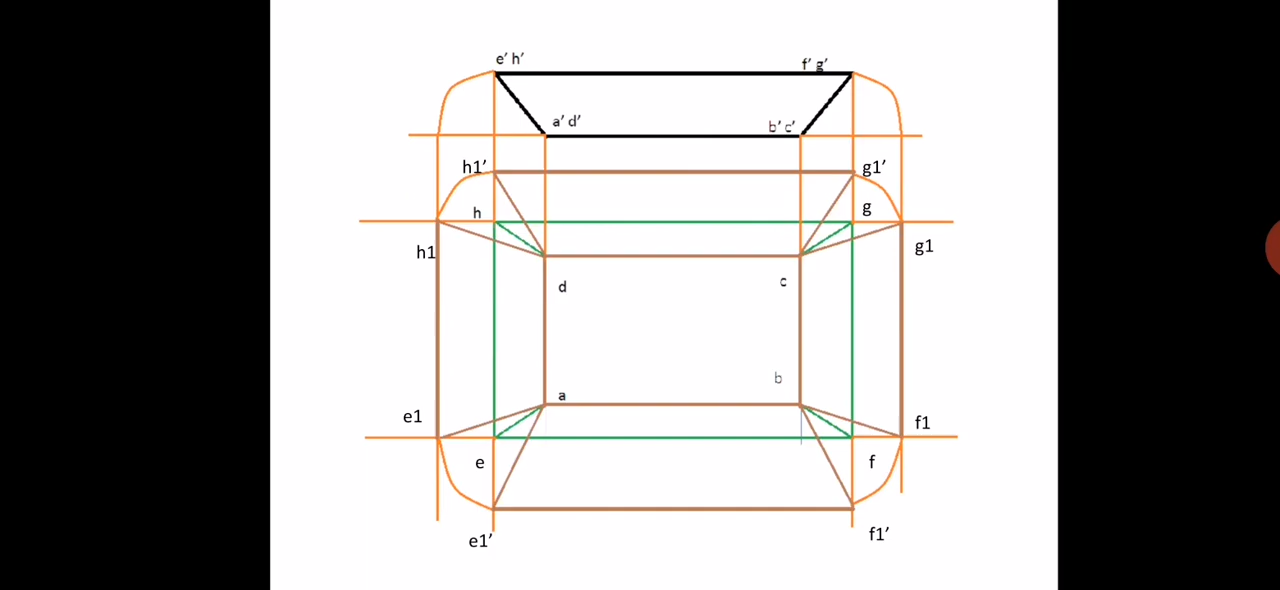 e' h'
f' g'
a' d'
b' c'
h1'
g1'
h
g
h1
g1
d
c
b
a
e1
f1
e
f
e1'
f1'